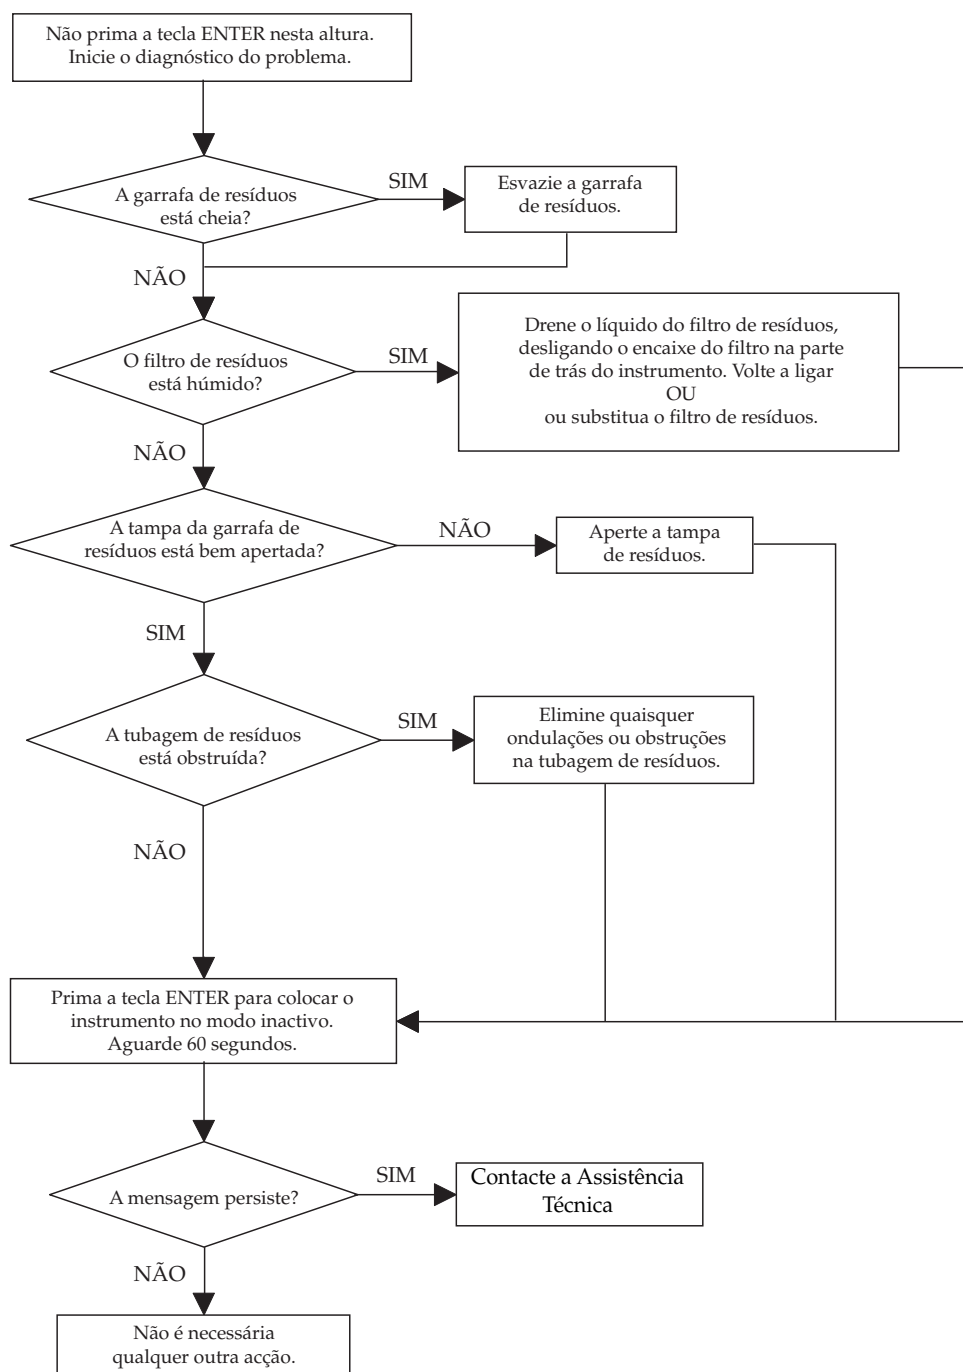 Não prima a tecla ENTER nesta altura.
Inicie o diagnóstico do problema.
A garrafa de resíduos
está cheia?
SIM
Esvazie a garrafa
de resíduos.
NÃO
O filtro de resíduos
está húmido?
SIM
Drene o líquido do filtro de resíduos,
desligando o encaixe do filtro na parte
de trás do instrumento. Volte a ligar
OU
ou substitua o filtro de resíduos.
NÃO
A tampa da garrafa de
resíduos está bem apertada?
NÃO
Aperte a tampa
de resíduos.
SIM
A tubagem de resíduos
está obstruída?
SIM
Elimine quaisquer
ondulações ou obstruções
na tubagem de resíduos.
NÃO
Prima a tecla ENTER para colocar o
instrumento no modo inactivo.
Aguarde 60 segundos.
A mensagem persiste?
SIM
Contacte a Assistência
Técnica
NÃO
Não é necessária
qualquer outra acção.